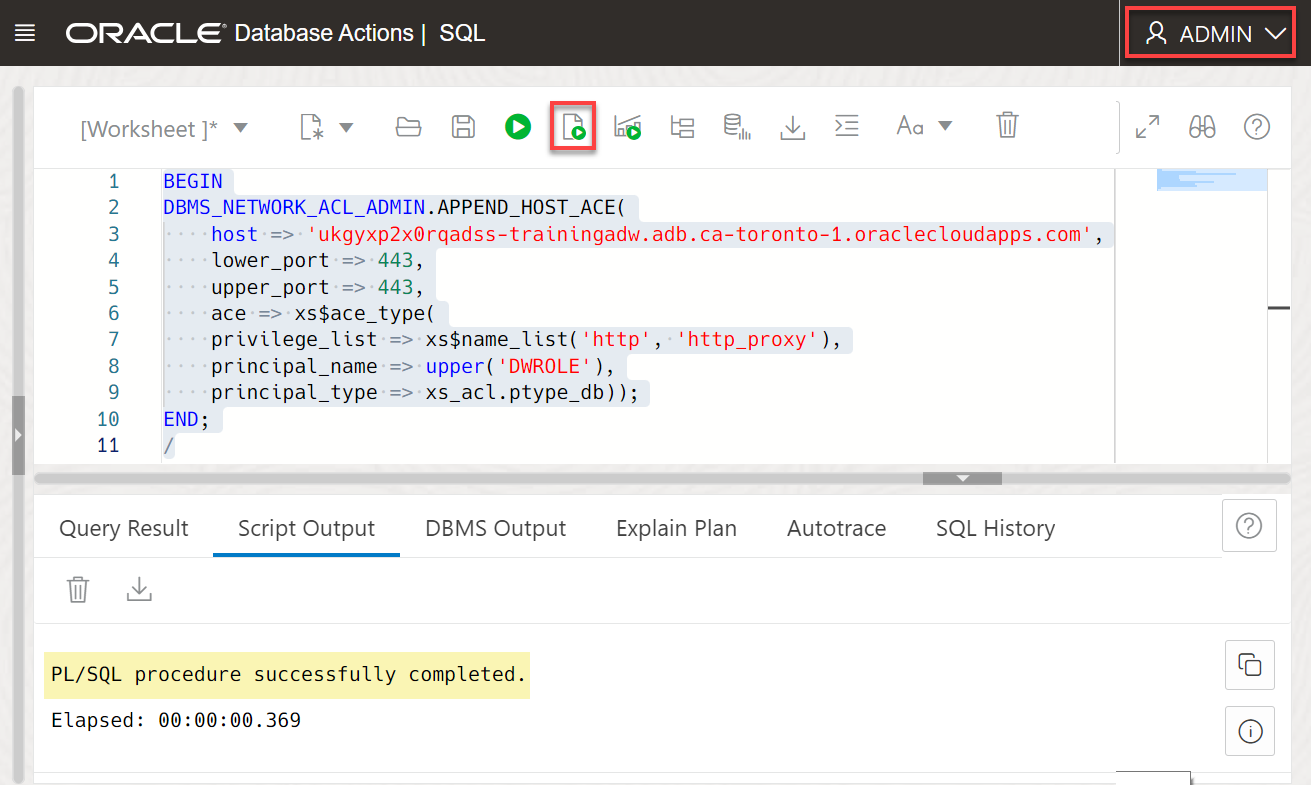 ORACLE® Database Actions | SQL
ADMIN
[Worksheet ]*
Aa
1 BEGIN
2 DBMS_NETWORK_ACL_ADMIN.APPEND_HOST_ACE(
3 ····host => 'ukgyxp2x0rqadss-trainingadw.adb.ca-toronto-1.oraclecloudapps.com',
4 ····lower_port => 443,
5 ····upper_port => 443,
6 ····ace => xs$ace_type(
7 ····privilege_list => xs$name_list('http', 'http_proxy'),
8 ····principal_name => upper('DWROLE'),
9 ····principal_type => xs_acl.ptype_db));
10 END;
11 /
Query Result Script Output DBMS Output Explain Plan Autotrace SQL History
PL/SQL procedure successfully completed.
Elapsed: 00:00:00.369